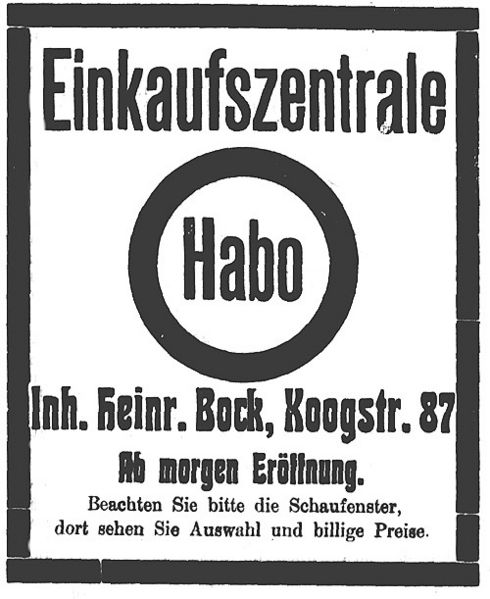 Einkaufszentrale
Habo
Inh. Heinr. Bock, Koogstr. 87
Ab morgen Eröffnung.
Beachten Sie bitte die Schaufenster,
dort sehen Sie Auswahl und billige Preise.